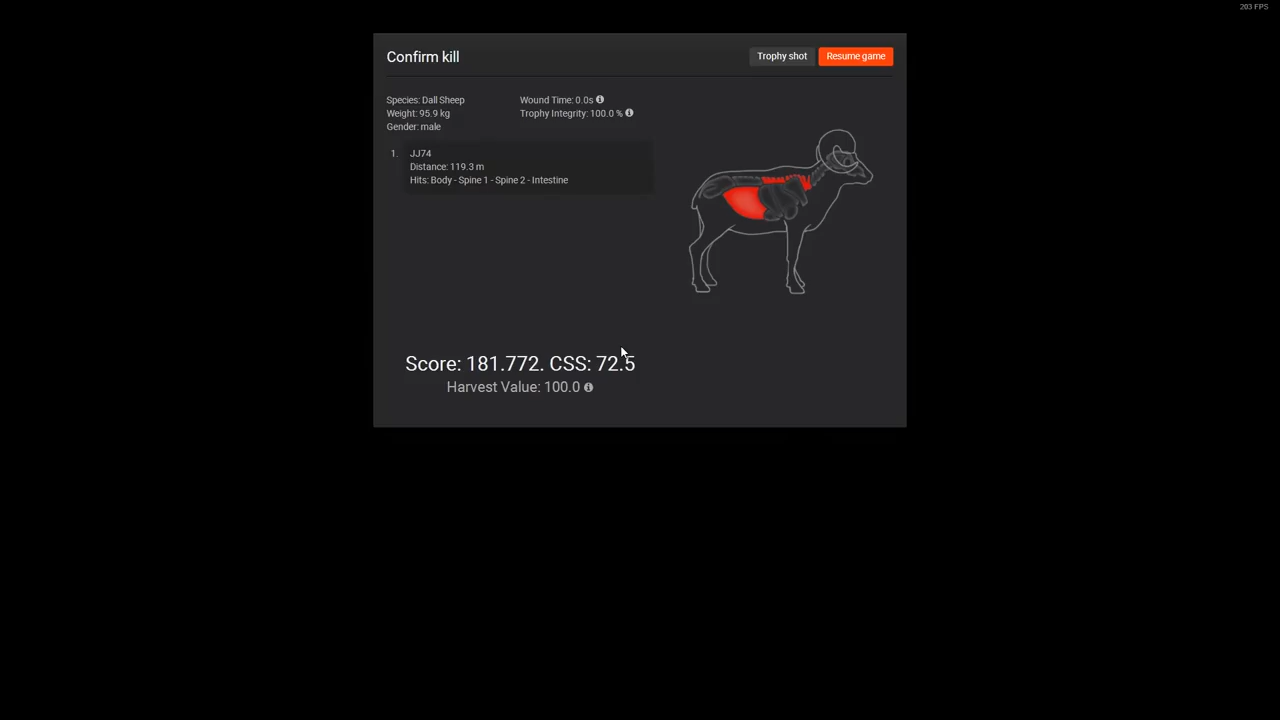 203 FPS
Confirm kill
Trophy shot
Resume game
Species: Dall Sheep
Weight: 95.9 kg
Gender: male
Wound Time: 0.0s
Trophy Integrity: 100.0 %
1. JJ74
Distance: 119.3 m
Hits: Body - Spine 1 - Spine 2 - Intestine
Score: 181.772. CSS: 72.5
Harvest Value: 100.0